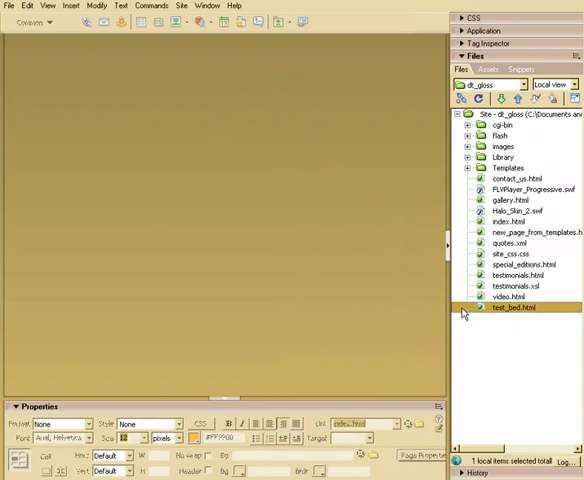 File Edit View Insert Modify Text Commands Site Window Help
Common
CSS
Application
Tag Inspector
Files
Files Assets Snippets
dt_gloss Local view
Site - dt_gloss (C:\Documents and
cgi-bin
flash
images
Library
Templates
contact_us.html
FLVPlayer_Progressive.swf
gallery.html
Halo_Skin_2.swf
index.html
new_page_from_templates.h
quotes.xml
site_css.css
special_editions.html
testimonials.html
testimonials.xsl
video.html
test_bed.html
Properties
Format None Style None CSS B I Link index.html
Font Arial, Helvetica Size 12 pixels #FF9900 Target
Cell Horz Default W No wrap Bg Page Properties
Vert Default H Header Bg Brdr
1 local items selected total Log...
History